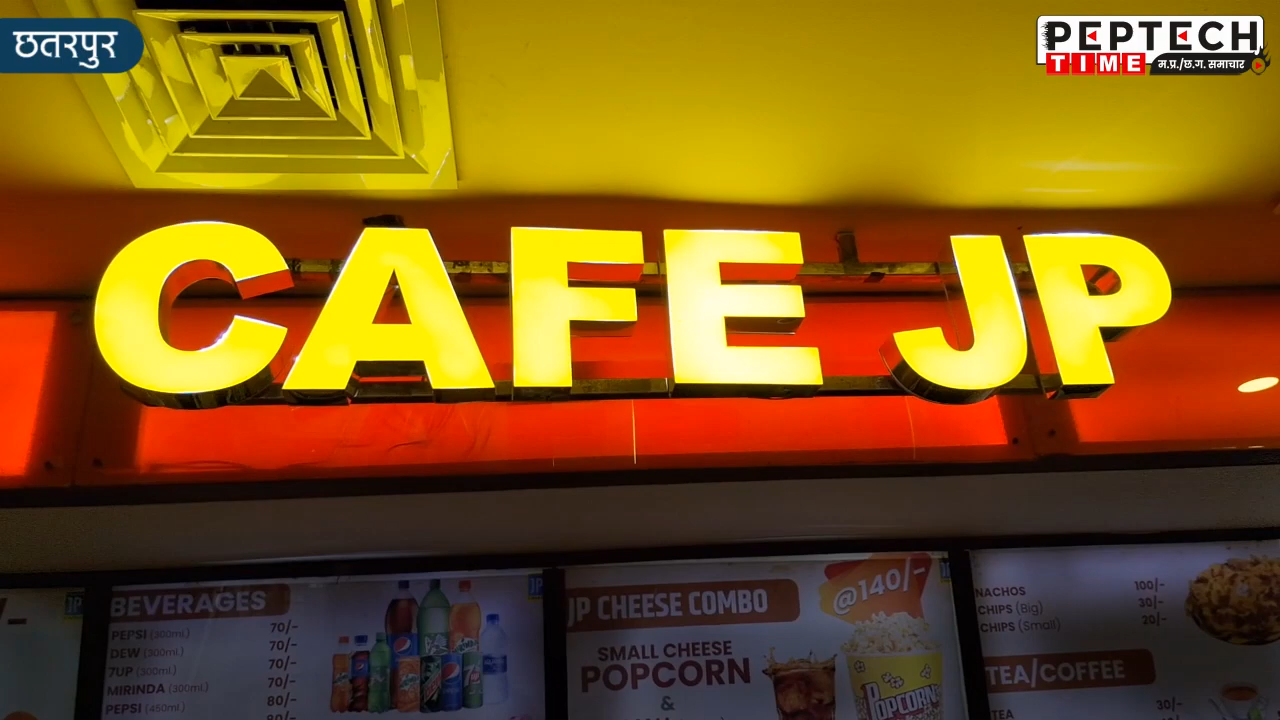 छतरपुर
PEPTECH
TIME म.प्र./छ.ग. समाचार
CAFE JP
BEVERAGES
PEPSI (300ml.) 70/-
DEW (300ml.) 70/-
7UP (300ml.) 70/-
MIRINDA (300ml.) 70/-
PEPSI (450ml.) 80/-
80/-
JP CHEESE COMBO
@140/-
SMALL CHEESE
POPCORN
&
POPCORN
NACHOS 100/-
CHIPS (Big) 30/-
CHIPS (Small) 20/-
TEA/COFFEE
TEA 30/-